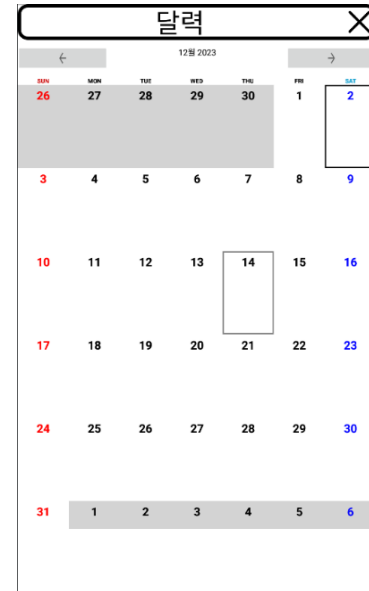 달력
12월 2023
SUN MON TUE WED THU FRI SAT
26 27 28 29 30 1 2
3 4 5 6 7 8 9
10 11 12 13 14 15 16
17 18 19 20 21 22 23
24 25 26 27 28 29 30
31 1 2 3 4 5 6